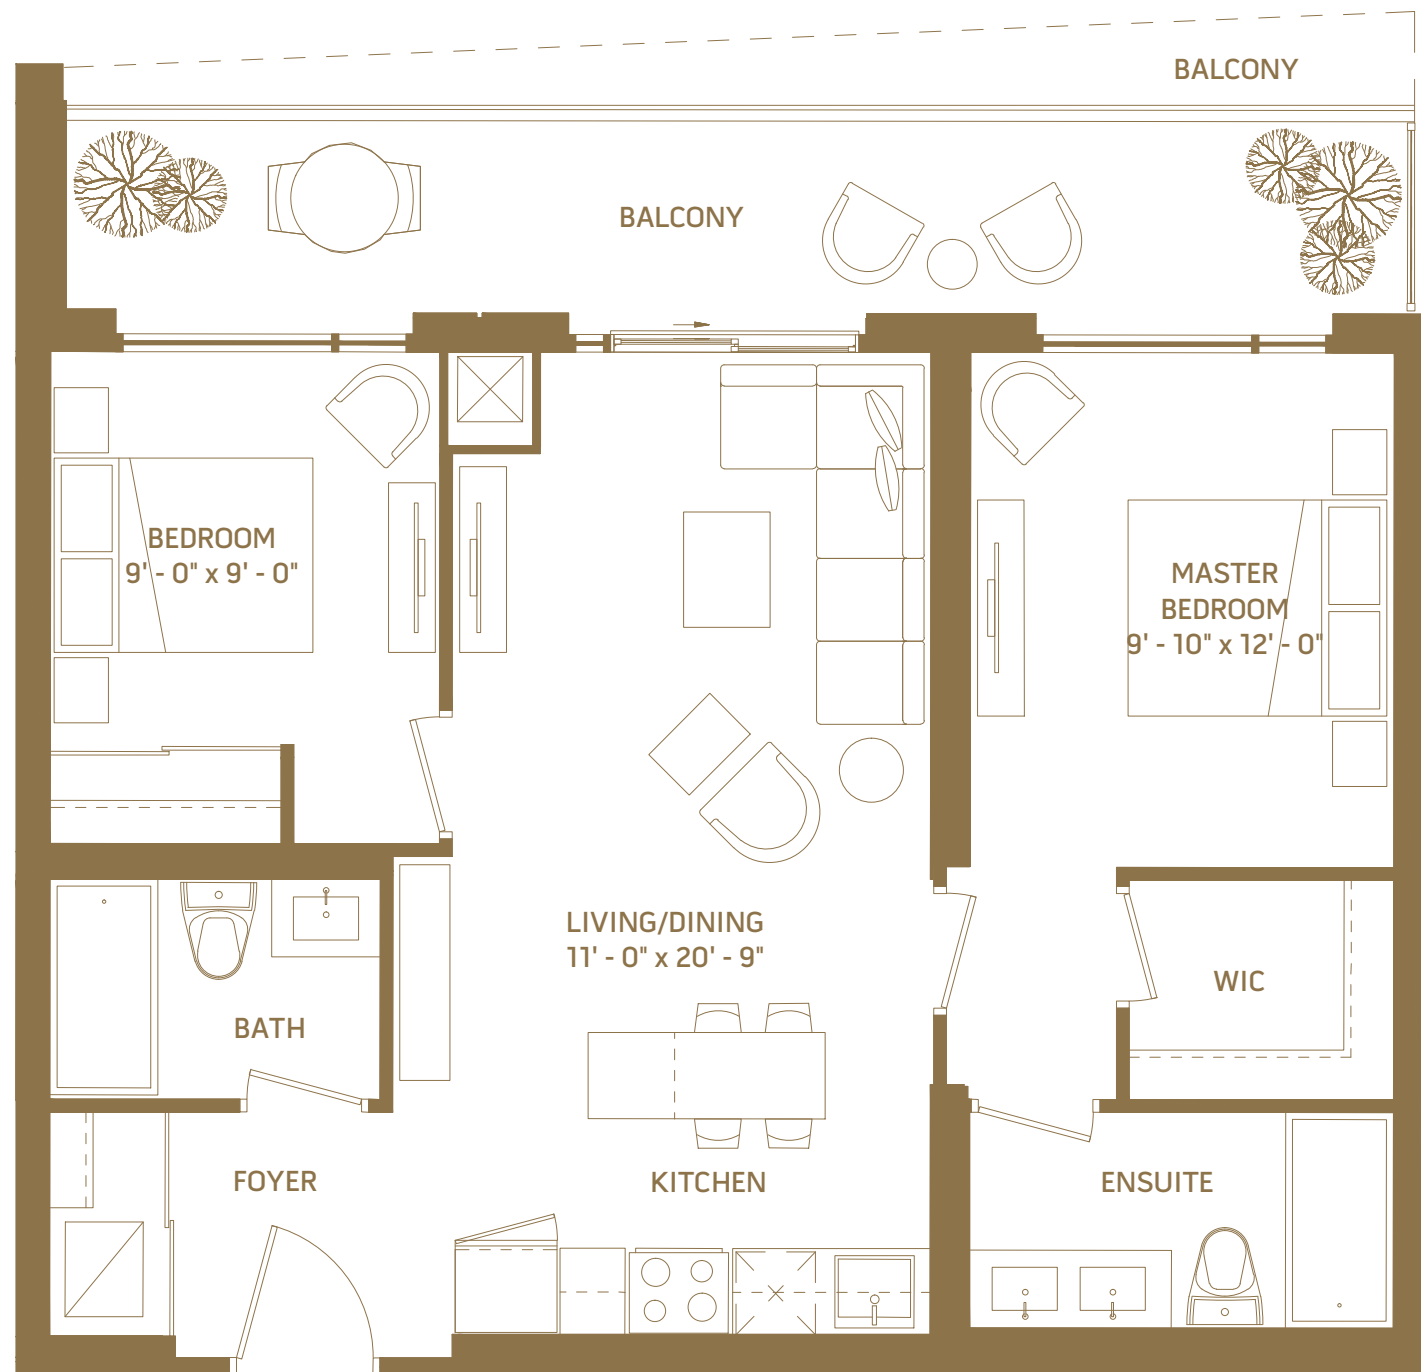 BALCONY
BALCONY
BEDROOM
9' - 0" x 9' - 0"
MASTER
BEDROOM
9' - 10" x 12' - 0"
LIVING/DINING
11' - 0" x 20' - 9"
WIC
BATH
FOYER
KITCHEN
ENSUITE